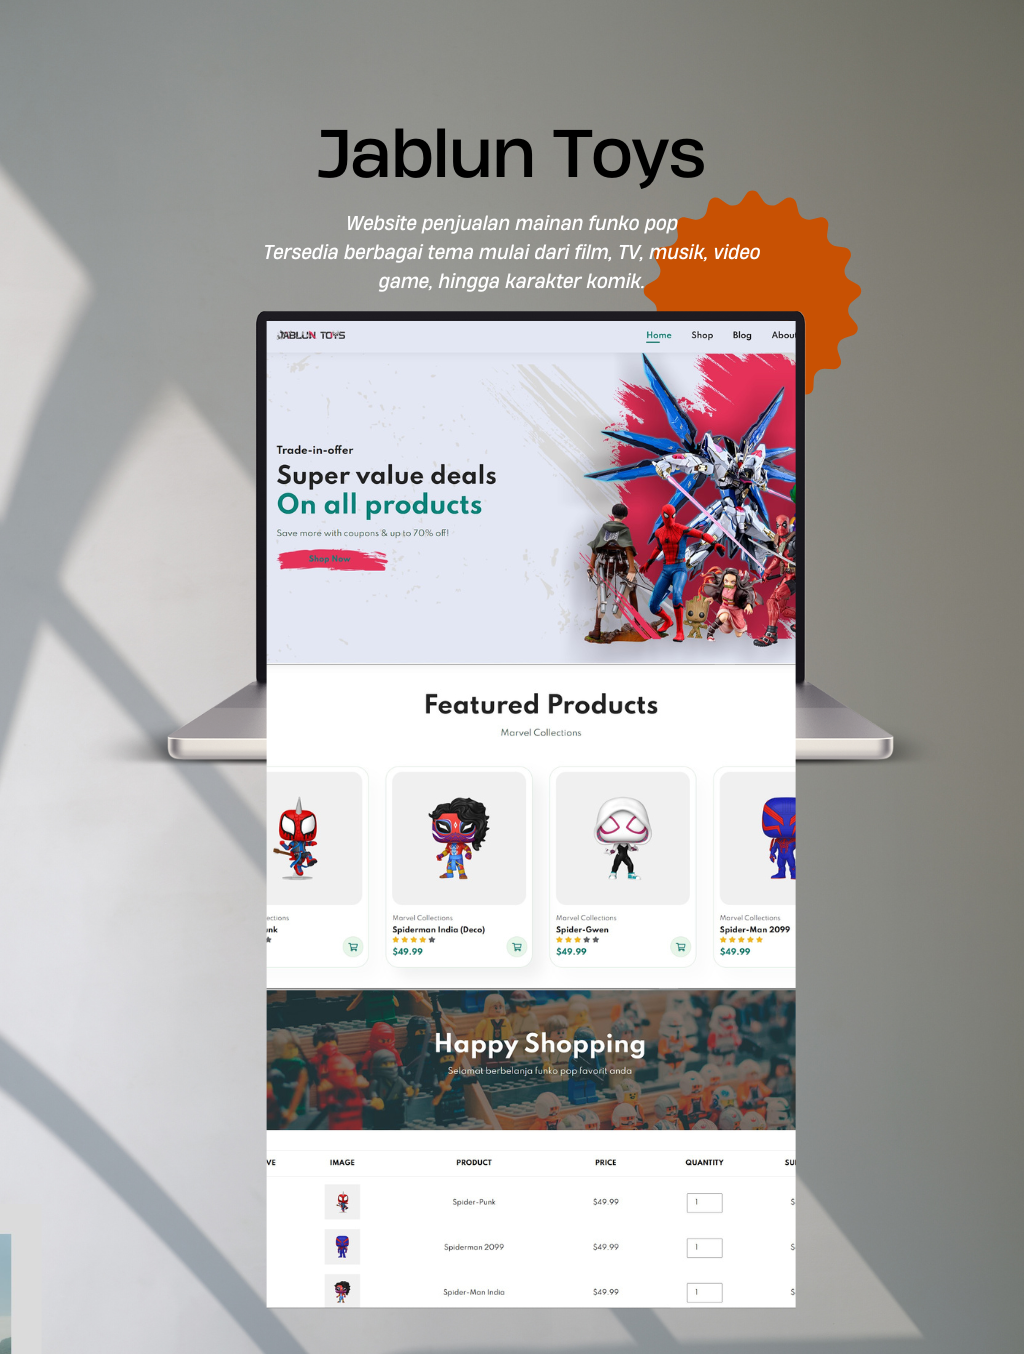 Jablun Toys
Website penjualan mainan funko pop
Tersedia berbagai tema mulai dari film, TV, musik, video
game, hingga karakter komik.
JABLUN TOYS
Home Shop Blog About
Trade-in-offer
Super value deals
On all products
Save more with coupons & up to 70% off!
Shop Now
Featured Products
Marvel Collections
Marvel Collections
Spiderman India (Deco)
$49.99
Marvel Collections
Spider-Gwen
$49.99
Marvel Collections
Spider-Man 2099
$49.99
Happy Shopping
Selamat berbelanja funko pop favorit anda
IMAGE PRODUCT PRICE QUANTITY
Spider-Punk $49.99 1
Spiderman 2099 $49.99 1
Spider-Man India $49.99 1